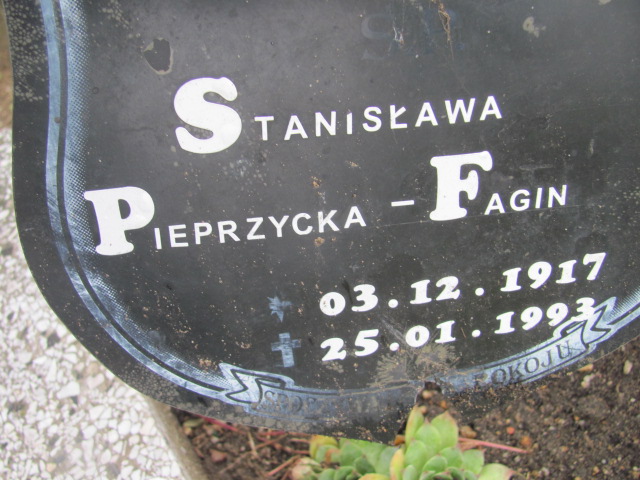 STANISŁAWA
PIEPRZYCKA – FAGIN
03.12.1917
25.01.1993
POKOJU